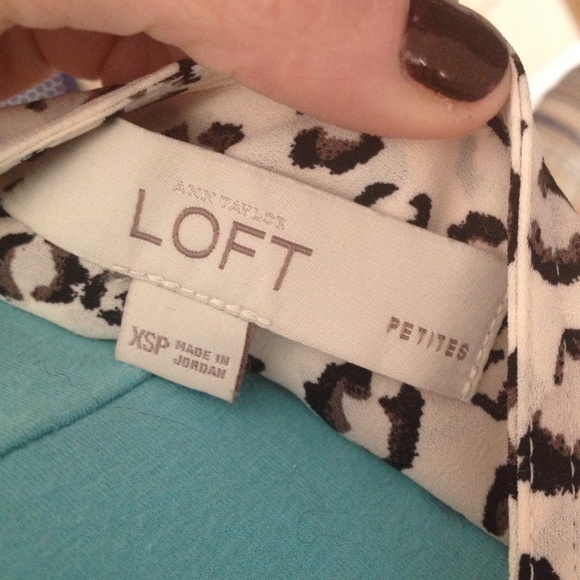 ANN TAYLOR
LOFT
PETITES
XSP MADE IN
JORDAN